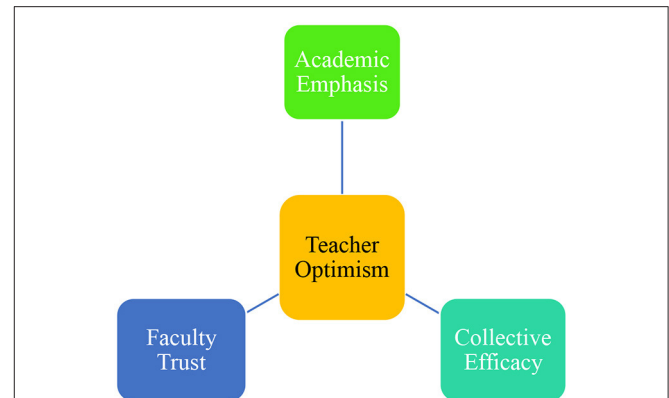 Academic
Emphasis
Teacher
Optimism
Faculty
Trust
Collective
Efficacy